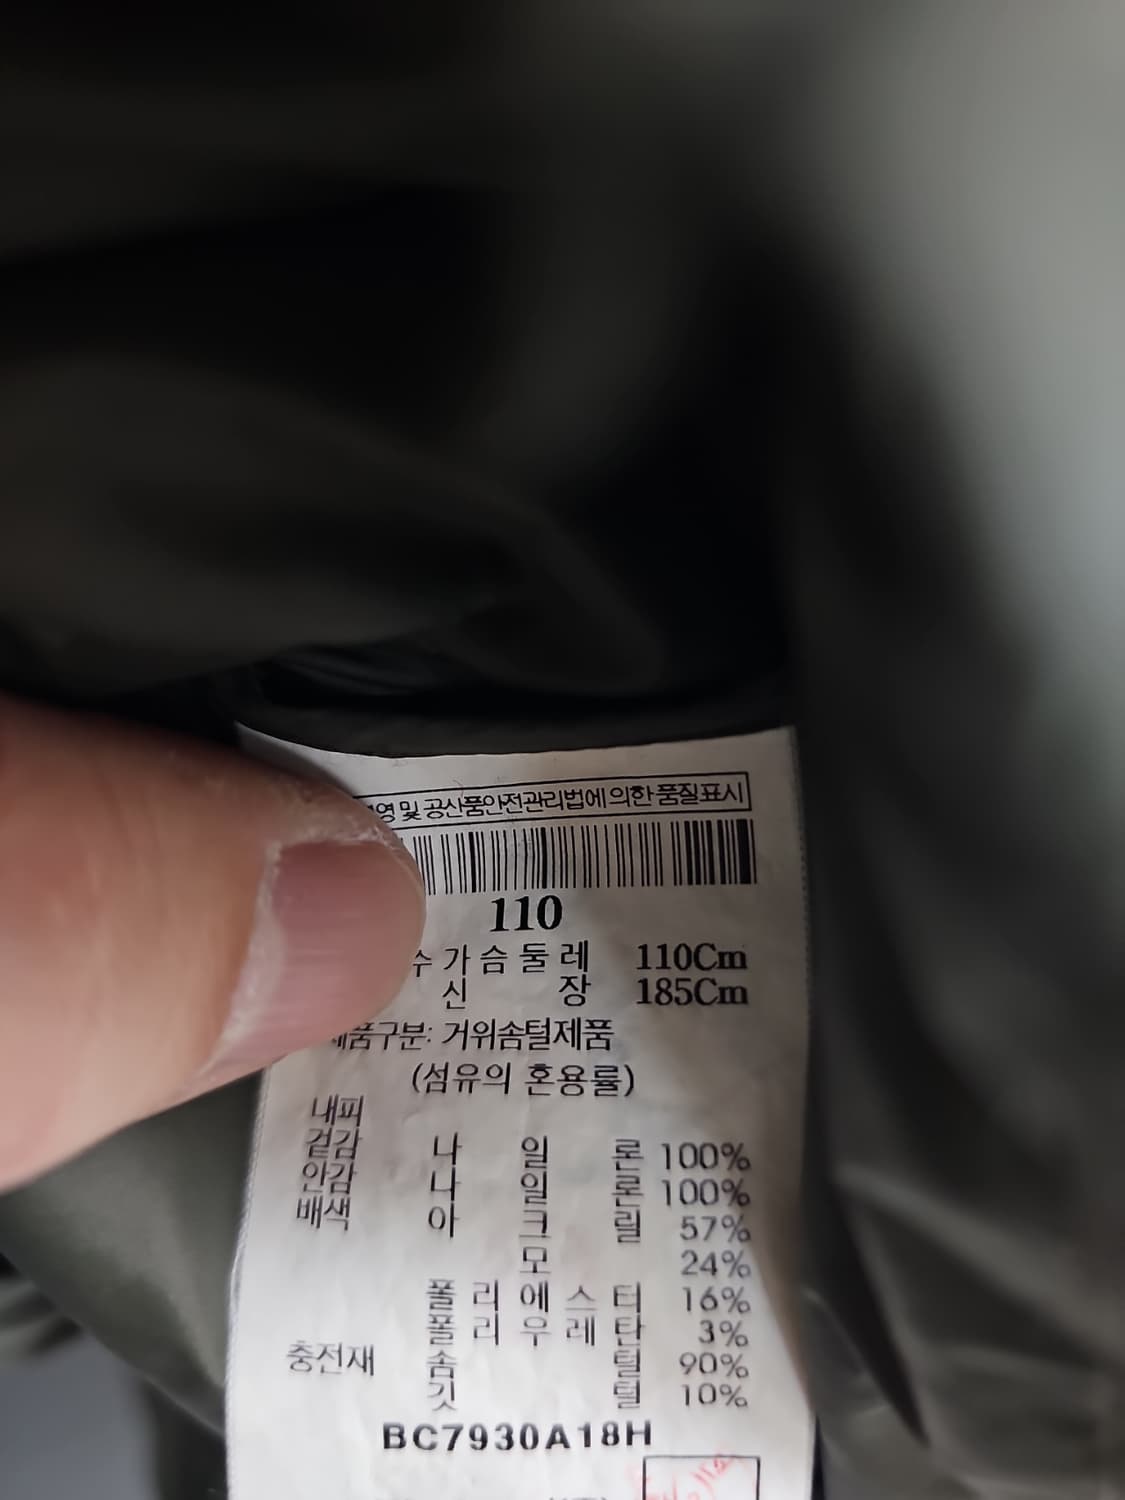 및 공산품안전관리법에 의한 품질표시
110
가슴둘레 110Cm
신장 185Cm
제품구분: 거위솜털제품
(섬유의 혼용률)
내피
겉감 나일론 100%
안감 나일론 100%
배색 아크릴 57%
모 24%
폴리에스터 16%
폴리우레탄 3%
충전재 솜털 90%
깃털 10%
BC7930A18H